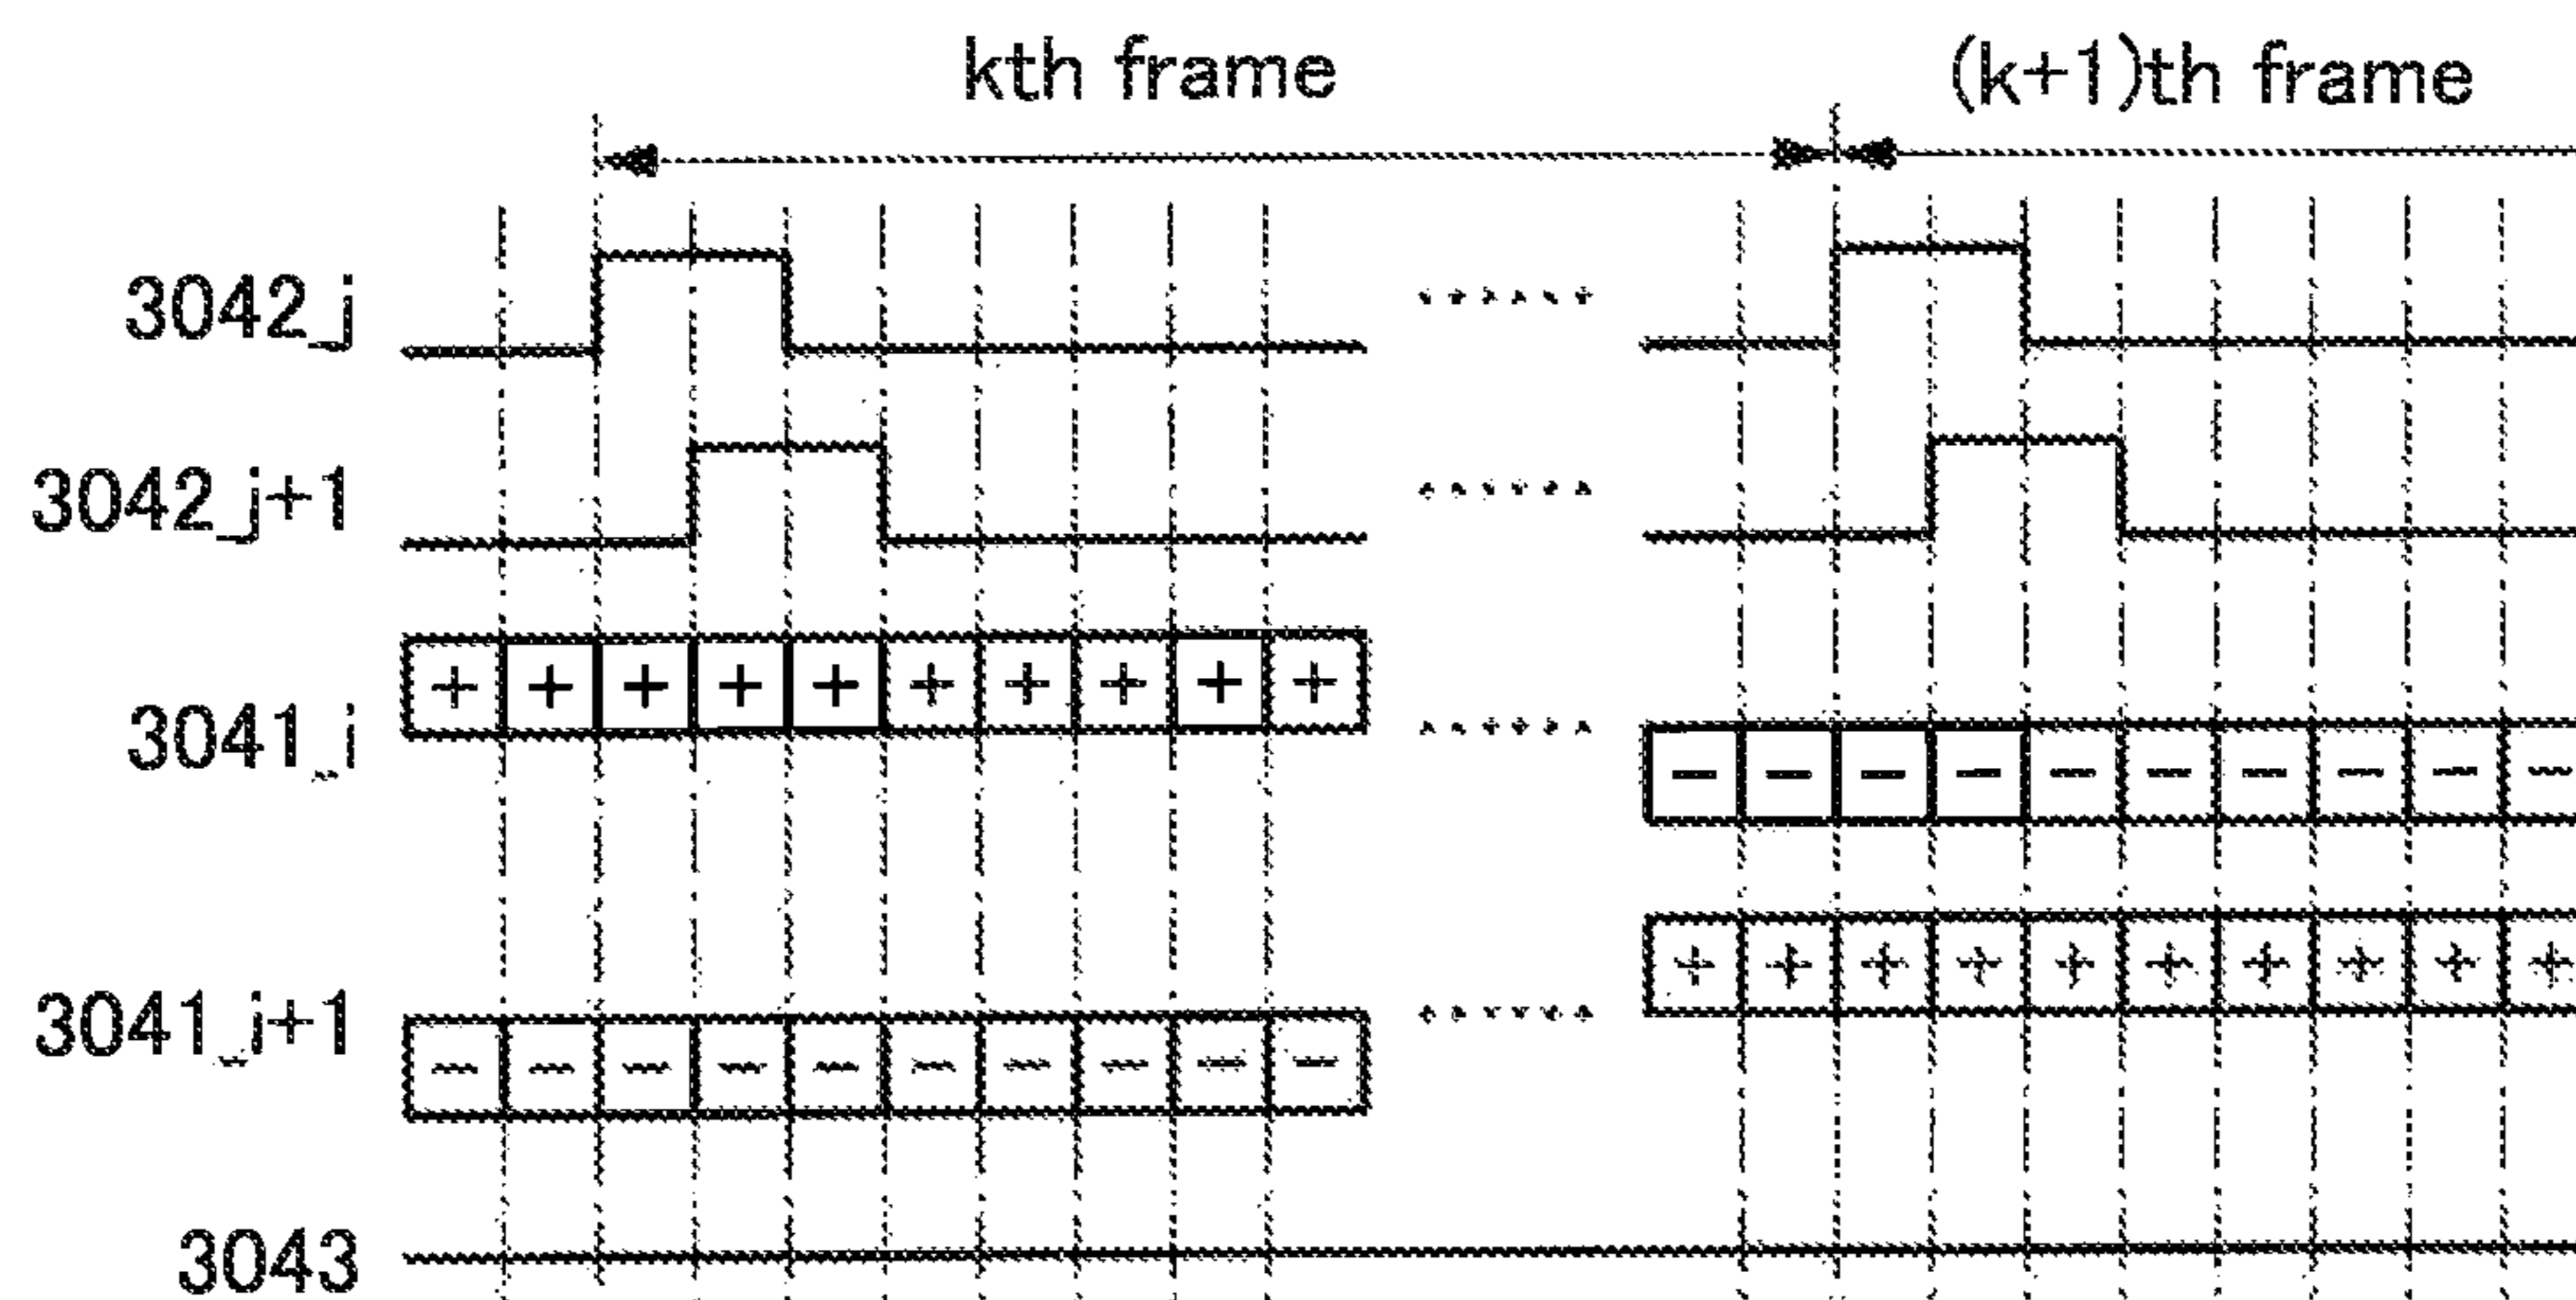 kth frame (k+1)th frame
3042_j
3042_j+1
3041_i
+ + + + + + + + + +
− − − − − − − − − −
3041_i+1
+ + + + + + + + + +
− − − − − − − − − −
3043